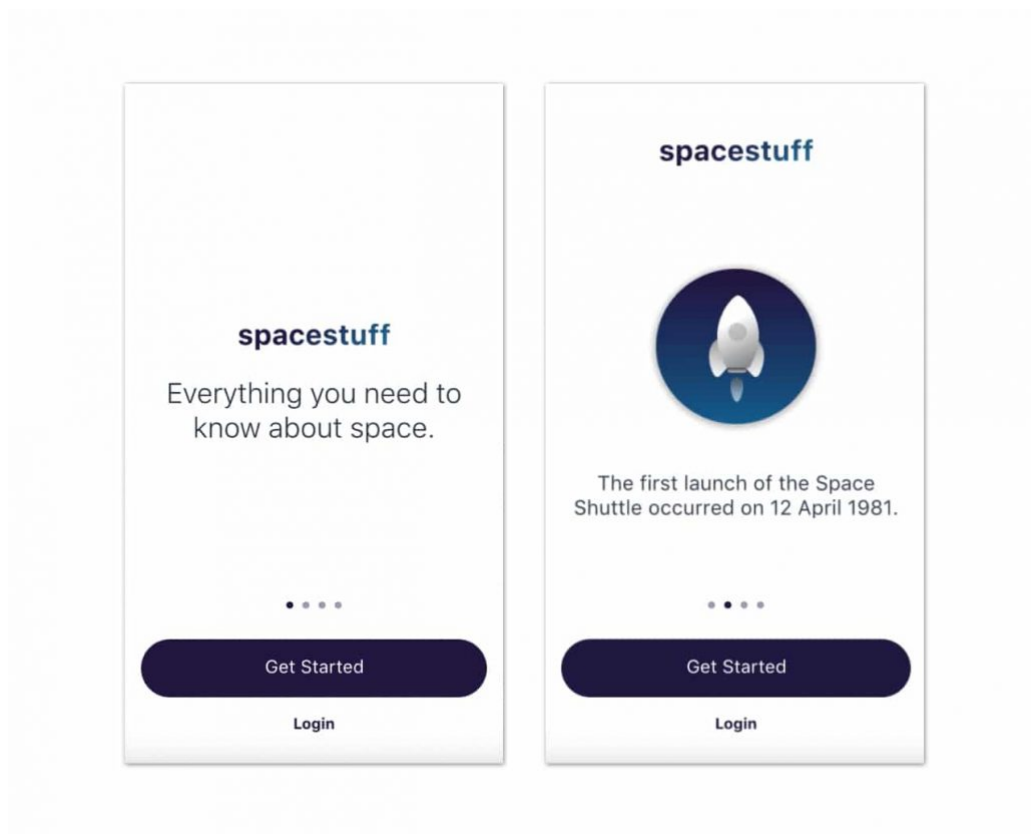 spacestuff
Everything you need to
know about space.
Get Started
Login
spacestuff
The first launch of the Space
Shuttle occurred on 12 April 1981.
Get Started
Login